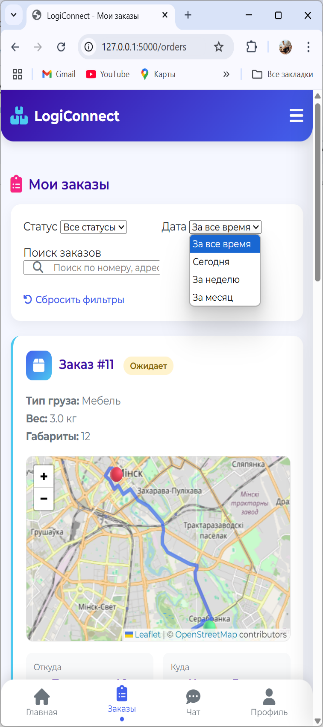 LogiConnect - Мои заказы
127.0.0.1:5000/orders
Gmail YouTube Карты » Все закладки
LogiConnect
Мои заказы
Статус Все статусы Дата За все время
За все время
Сегодня
За неделю
За месяц
Поиск заказов
Поиск по номеру, адрес
Сбросить фильтры
Заказ #11 Ожидает
Тип груза: Мебель
Вес: 3.0 кг
Габариты: 12
+
−
Мінск
Сляпянка
Захарава-Пуліхава
Грушаўка
Трактаразаводскі
пасёлак
Мінск-Свет
Серабранка
Leaflet | © OpenStreetMap contributors
Откуда Куда
Главная Заказы Чат Профиль